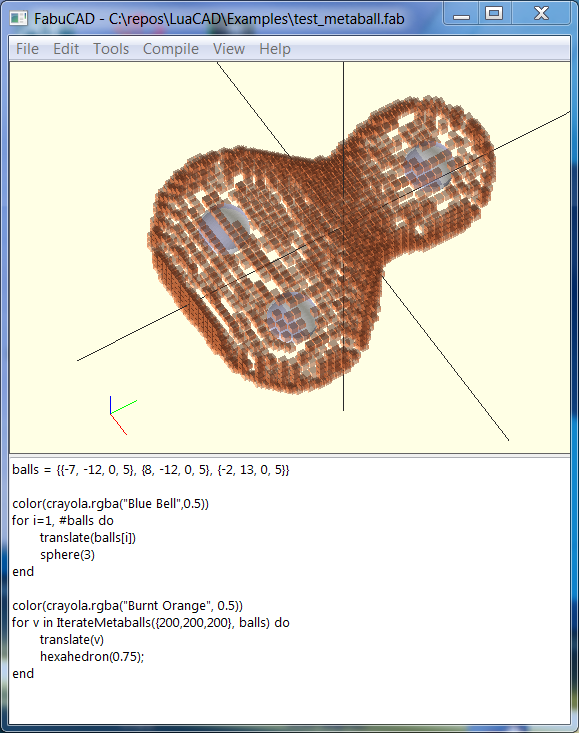 FabuCAD - C:\repos\LuaCAD\Examples\test_metaball.fab
File Edit Tools Compile View Help
balls = {{-7, -12, 0, 5}, {8, -12, 0, 5}, {-2, 13, 0, 5}}
color(crayola.rgba("Blue Bell",0.5))
for i=1, #balls do
translate(balls[i])
sphere(3)
end
color(crayola.rgba("Burnt Orange", 0.5))
for v in IterateMetaballs({200,200,200}, balls) do
translate(v)
hexahedron(0.75);
end